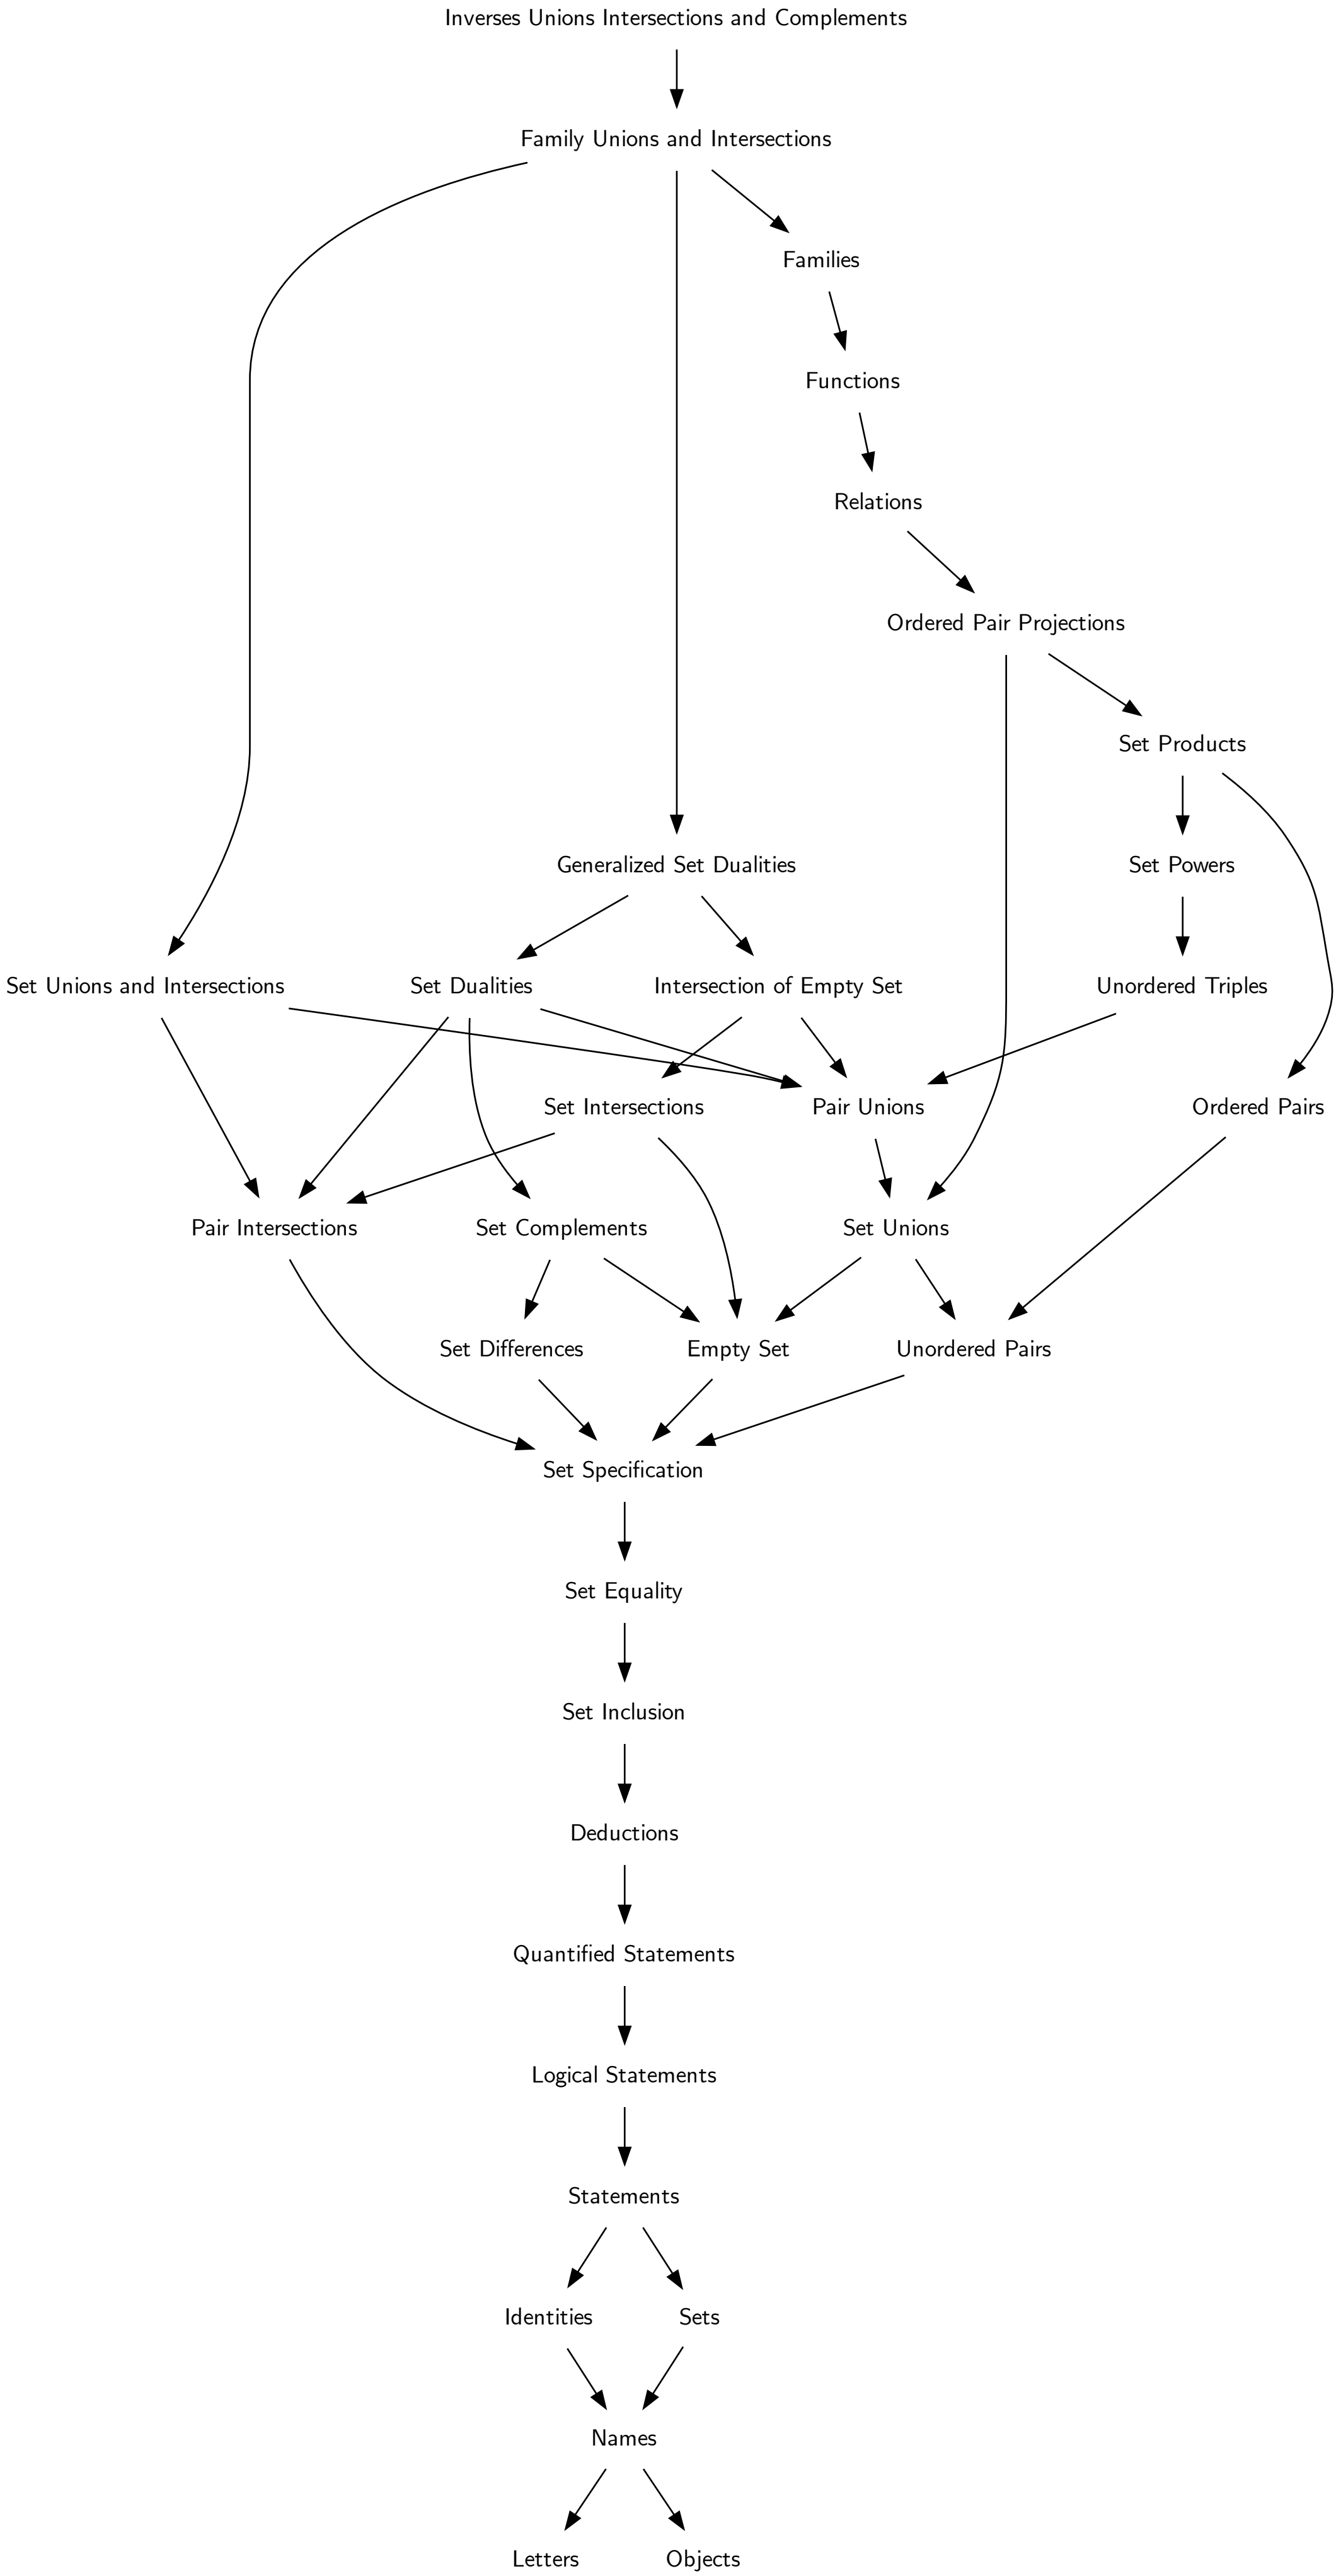 Inverses Unions Intersections and Complements
Family Unions and Intersections
Families
Functions
Relations
Ordered Pair Projections
Set Products
Generalized Set Dualities
Set Powers
Set Unions and Intersections
Set Dualities
Intersection of Empty Set
Unordered Triples
Set Intersections
Pair Unions
Ordered Pairs
Pair Intersections
Set Complements
Set Unions
Set Differences
Empty Set
Unordered Pairs
Set Specification
Set Equality
Set Inclusion
Deductions
Quantified Statements
Logical Statements
Statements
Identities
Sets
Names
Letters
Objects